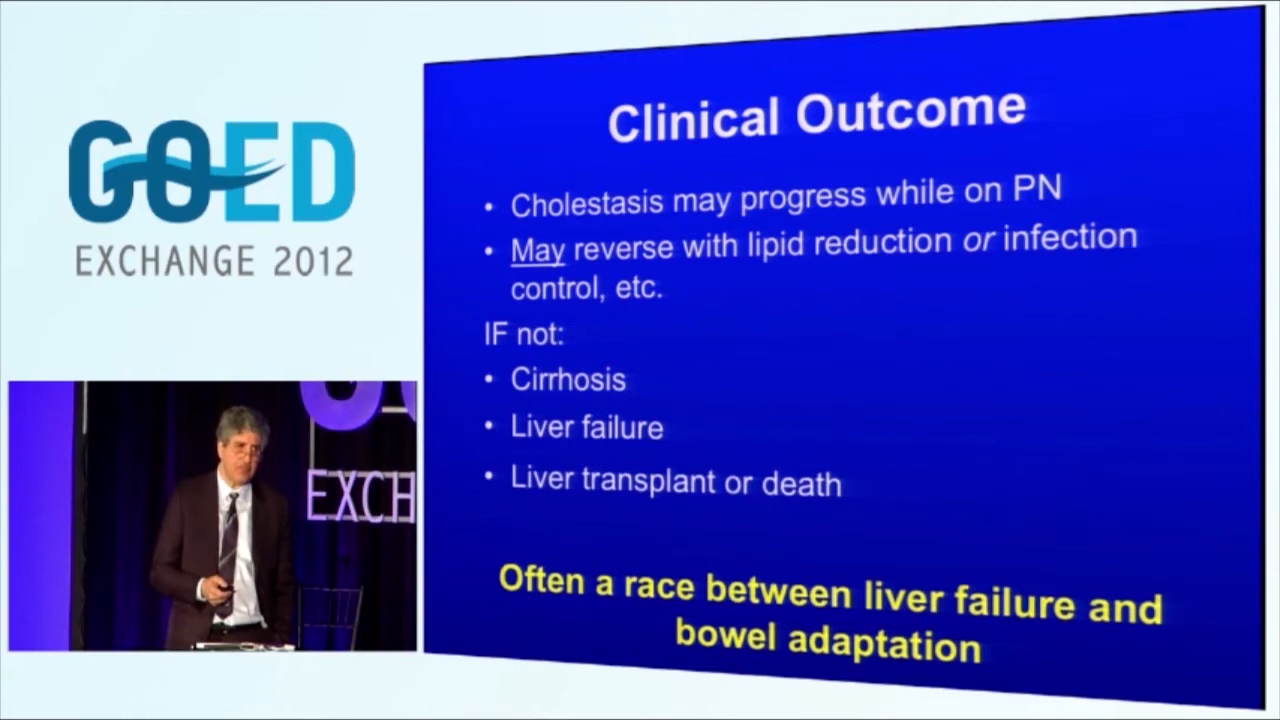 GOED
EXCHANGE 2012
EXCH
Clinical Outcome
• Cholestasis may progress while on PN
• May reverse with lipid reduction or infection
control, etc.
IF not:
• Cirrhosis
• Liver failure
• Liver transplant or death
Often a race between liver failure and
bowel adaptation